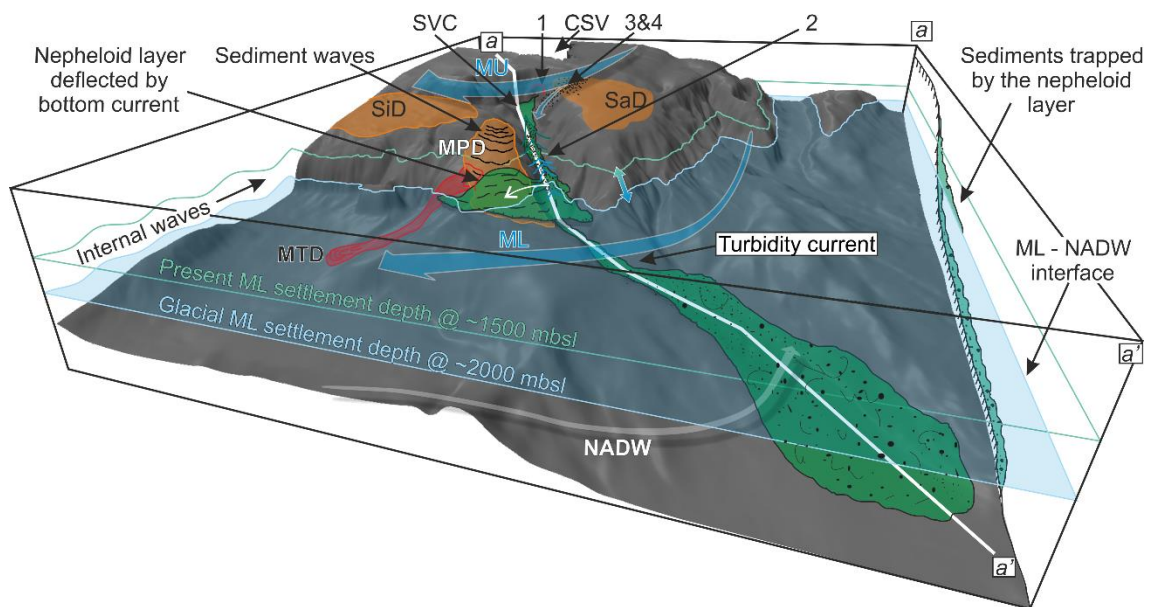 SVC
1
CSV
3&4
2
a
a
Nepheloid layer
deflected by
bottom current
Sediment waves
MU
Sediments trapped
by the nepheloid
layer
SiD
SaD
MPD
Internal waves
ML
MTD
Turbidity current
ML - NADW
interface
Present ML settlement depth @ ~1500 mbsl
Glacial ML settlement depth @ ~2000 mbsl
a'
NADW
a'